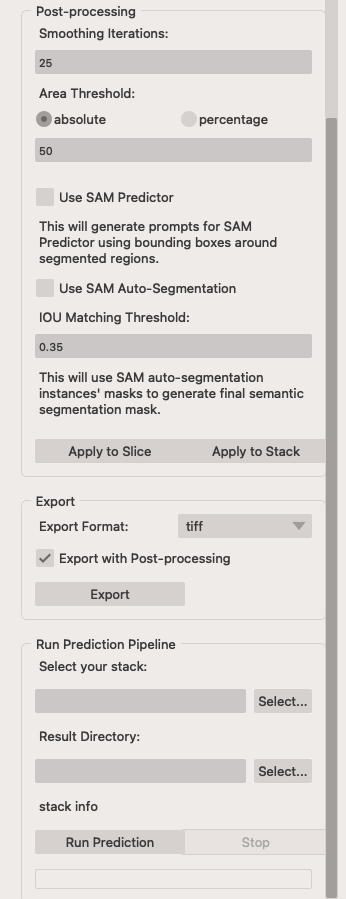 Post-processing
Smoothing Iterations:
25
Area Threshold:
absolute percentage
50
Use SAM Predictor
This will generate prompts for SAM
Predictor using bounding boxes around
segmented regions.
Use SAM Auto-Segmentation
IOU Matching Threshold:
0.35
This will use SAM auto-segmentation
instances' masks to generate final semantic
segmentation mask.
Apply to Slice Apply to Stack
Export
Export Format: tiff
Export with Post-processing
Export
Run Prediction Pipeline
Select your stack:
Select...
Result Directory:
Select...
stack info
Run Prediction Stop